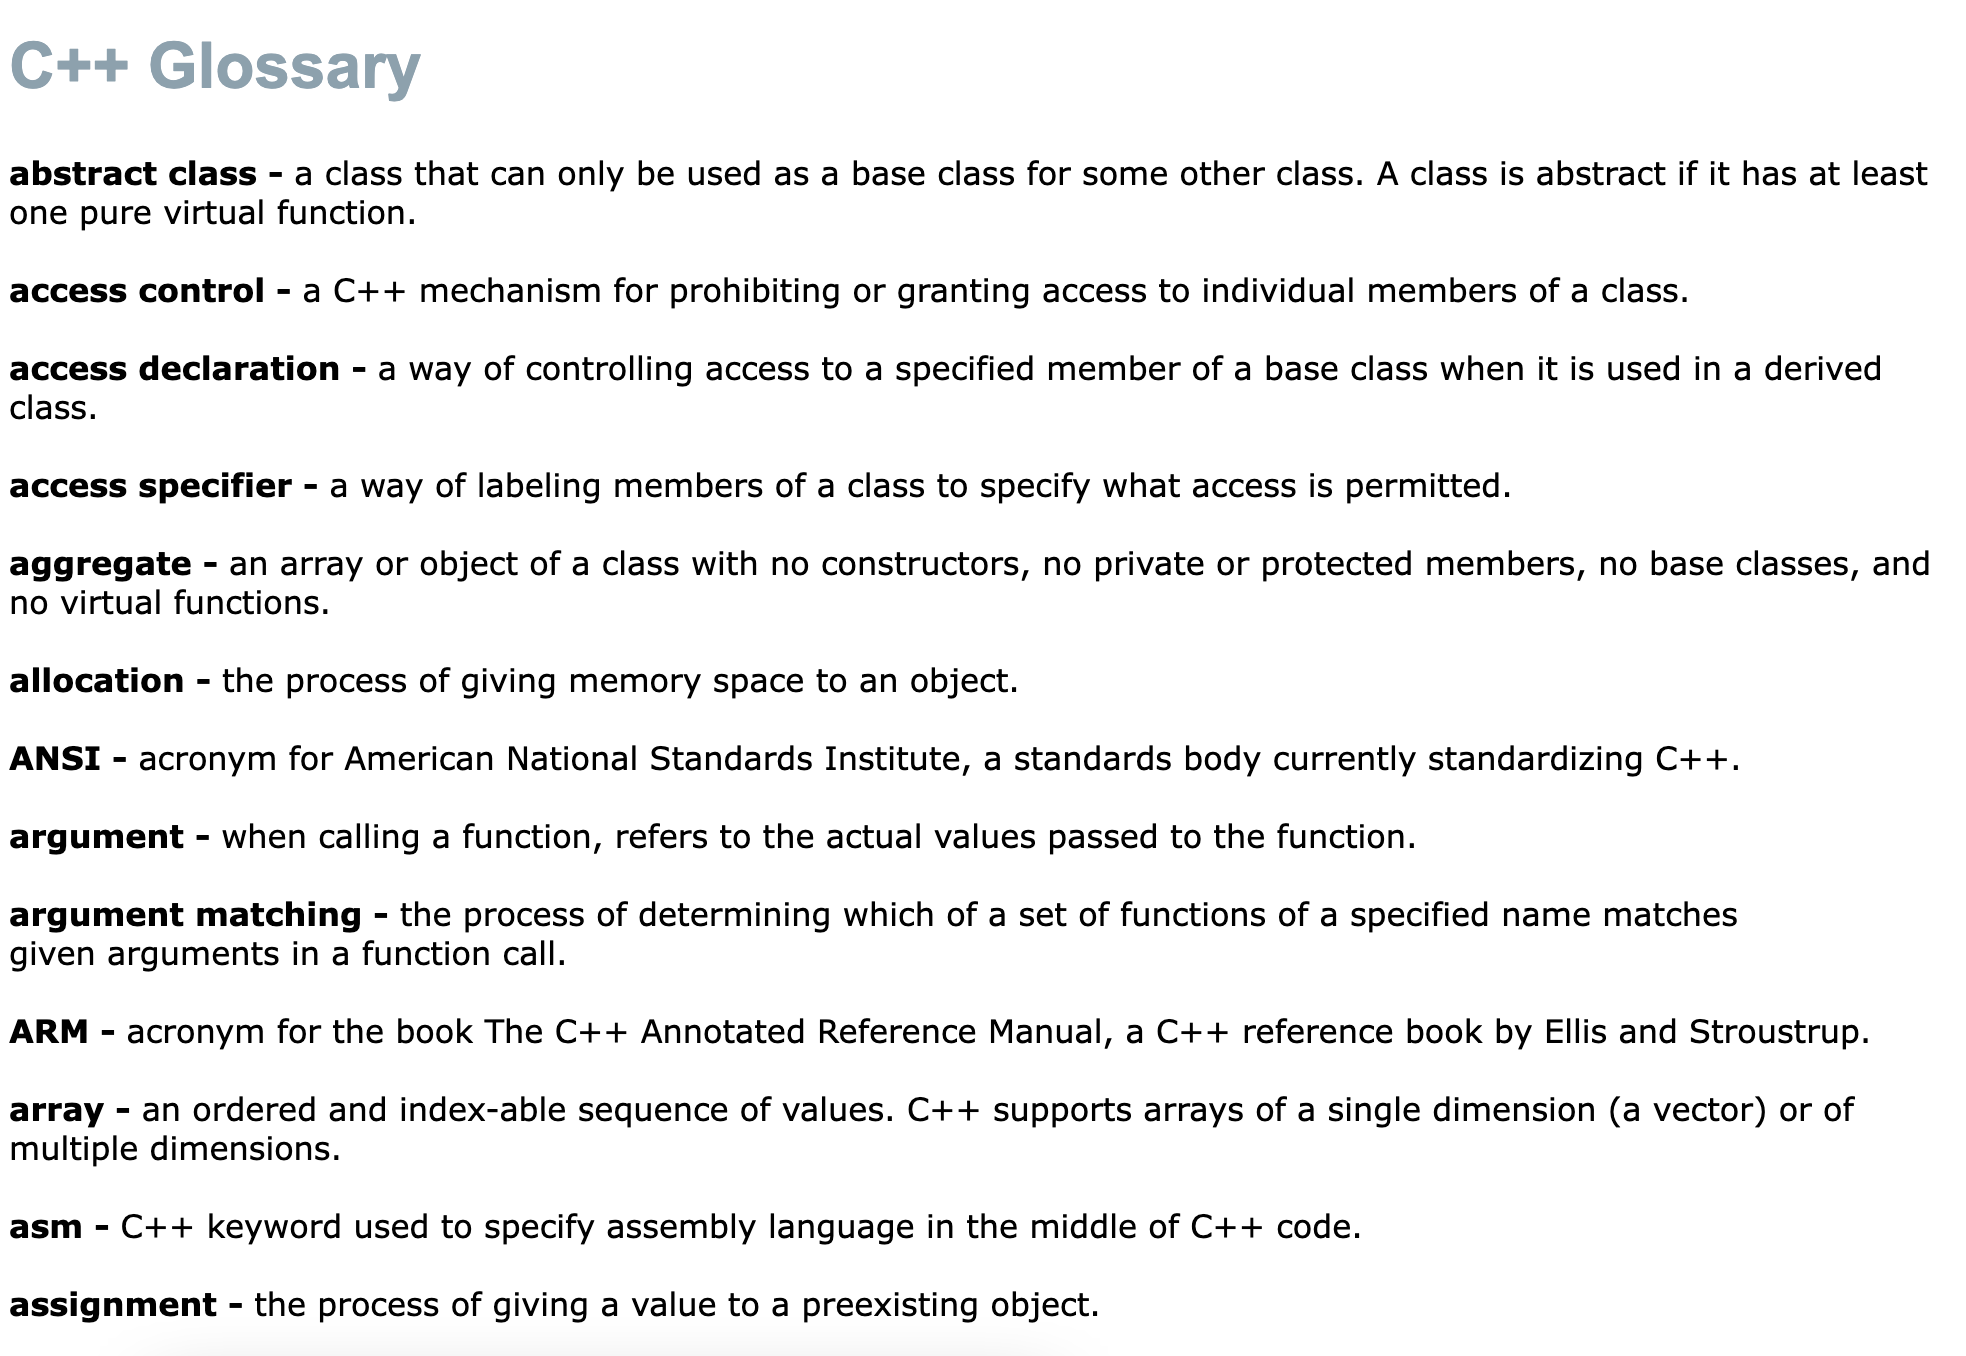 C++ Glossary
abstract class - a class that can only be used as a base class for some other class. A class is abstract if it has at least
one pure virtual function.
access control - a C++ mechanism for prohibiting or granting access to individual members of a class.
access declaration - a way of controlling access to a specified member of a base class when it is used in a derived
class.
access specifier - a way of labeling members of a class to specify what access is permitted.
aggregate - an array or object of a class with no constructors, no private or protected members, no base classes, and
no virtual functions.
allocation - the process of giving memory space to an object.
ANSI - acronym for American National Standards Institute, a standards body currently standardizing C++.
argument - when calling a function, refers to the actual values passed to the function.
argument matching - the process of determining which of a set of functions of a specified name matches
given arguments in a function call.
ARM - acronym for the book The C++ Annotated Reference Manual, a C++ reference book by Ellis and Stroustrup.
array - an ordered and index-able sequence of values. C++ supports arrays of a single dimension (a vector) or of
multiple dimensions.
asm - C++ keyword used to specify assembly language in the middle of C++ code.
assignment - the process of giving a value to a preexisting object.